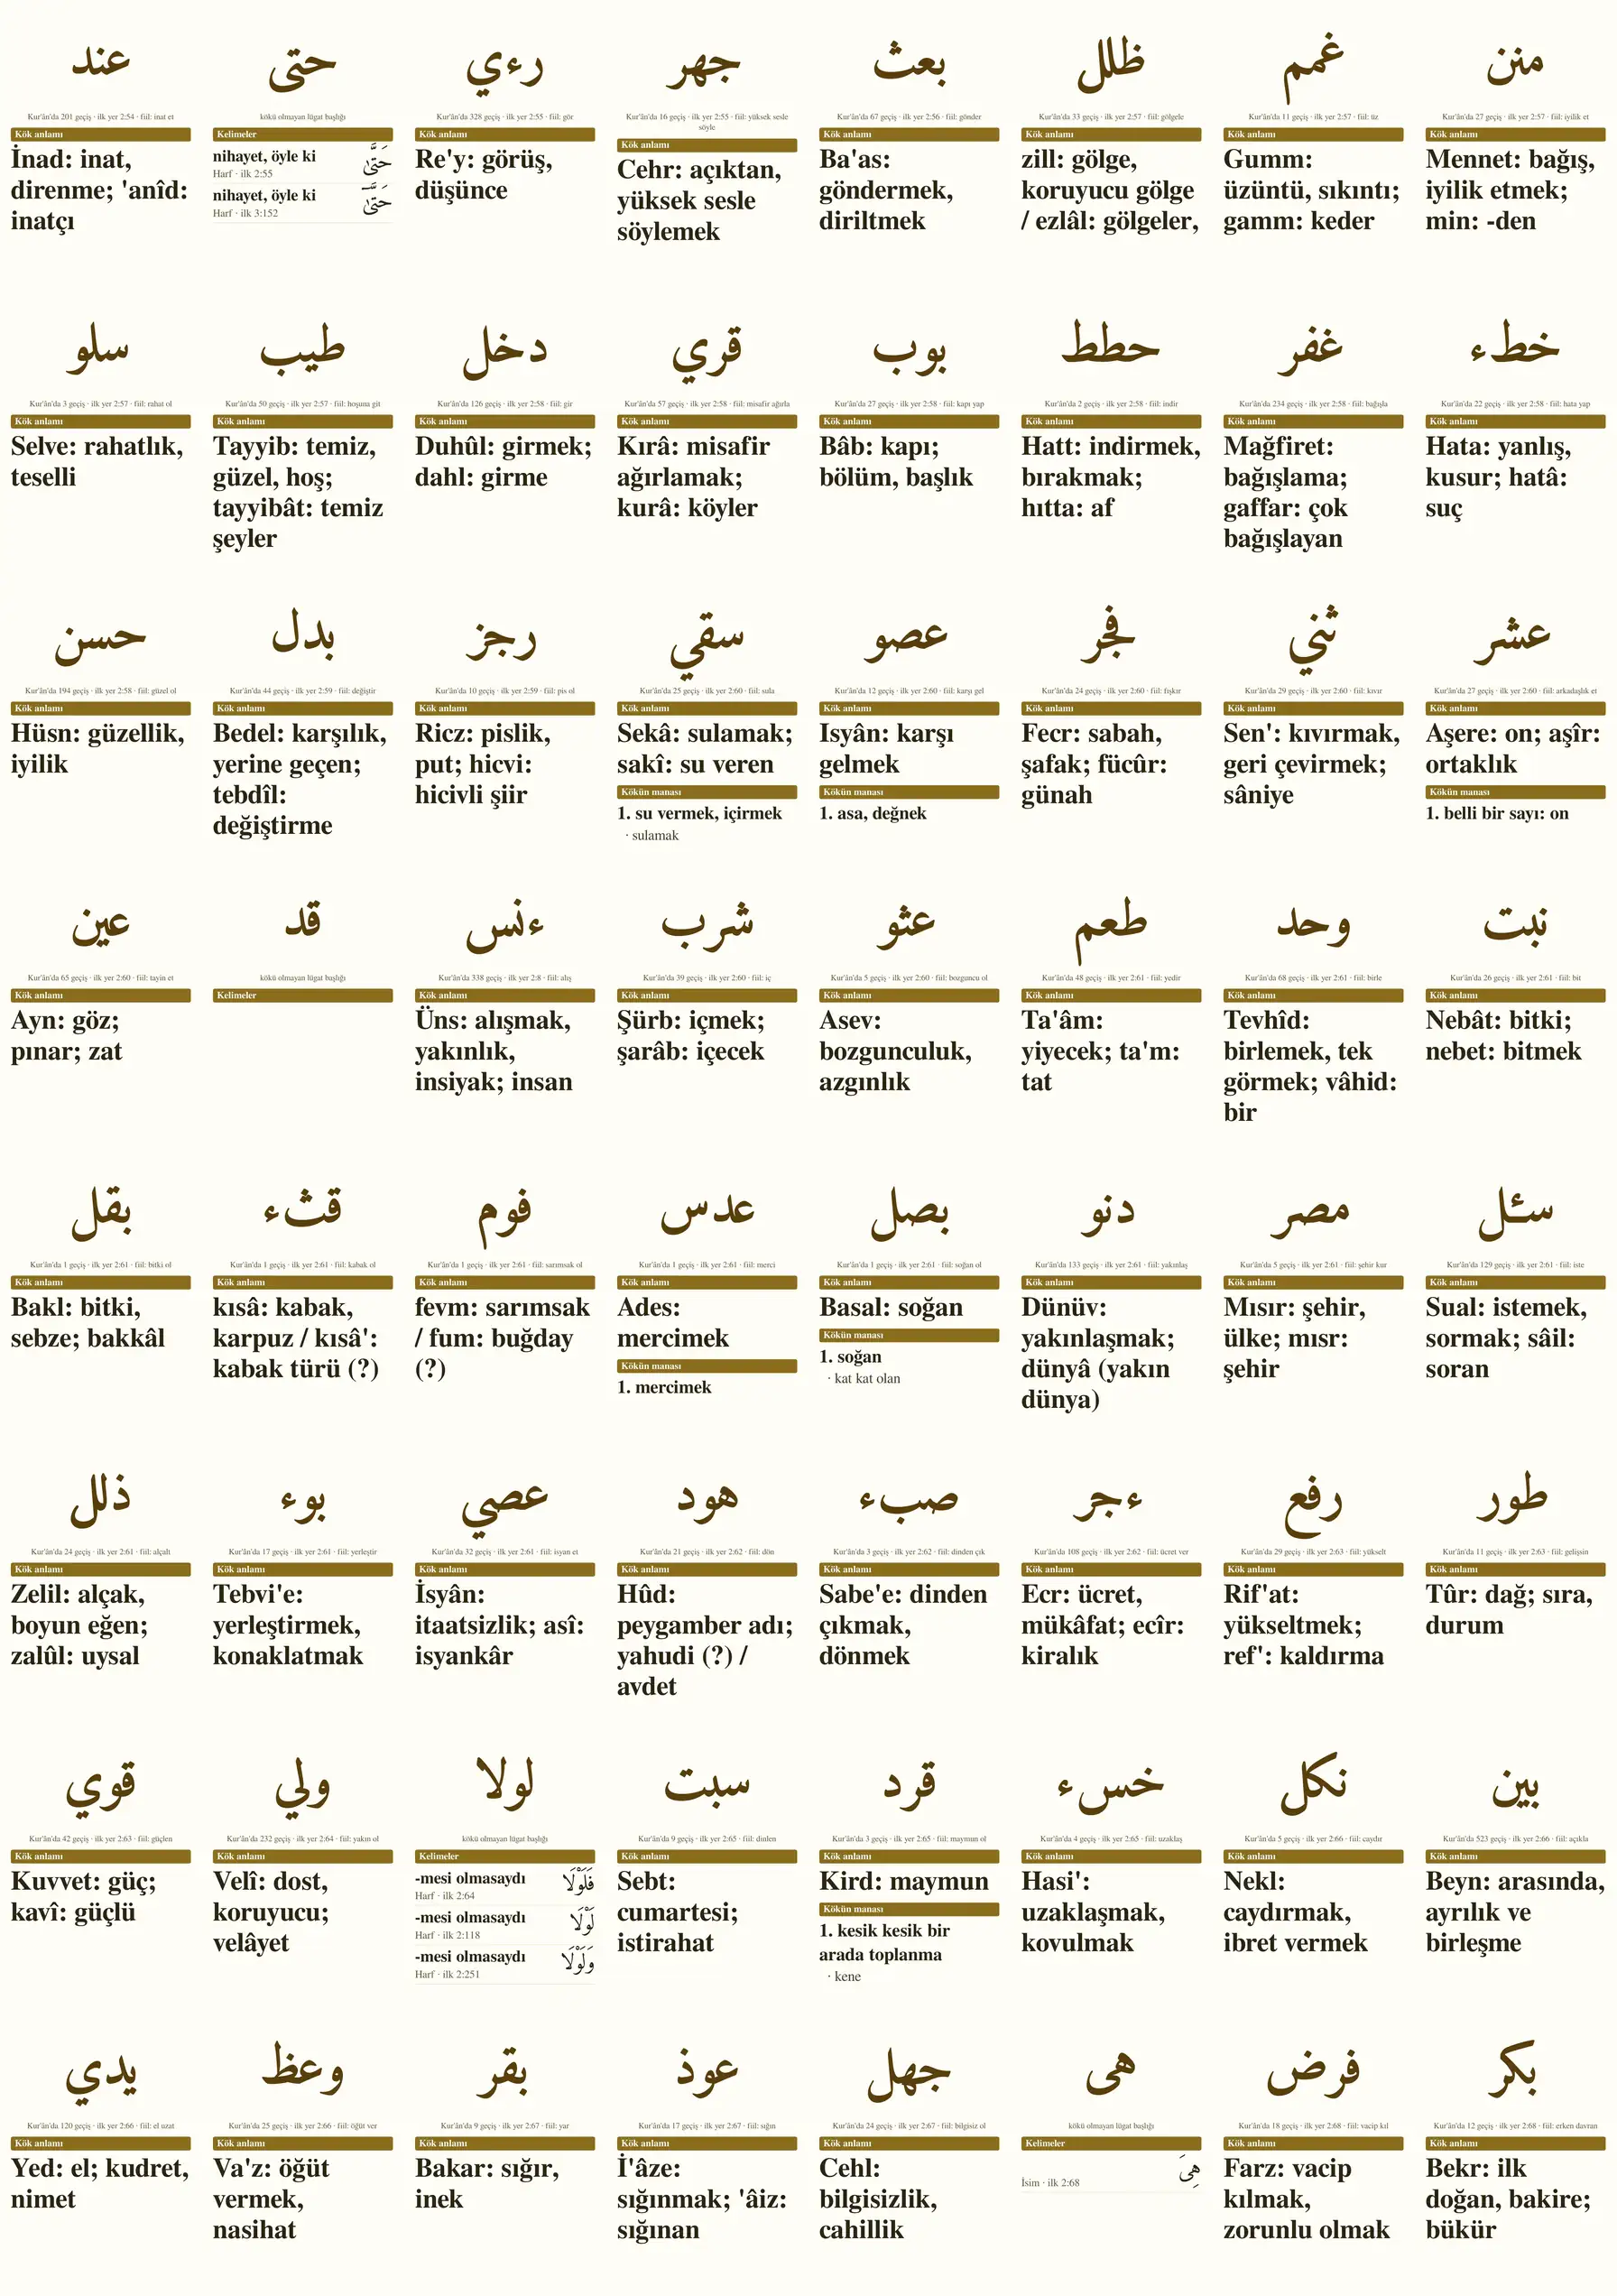 عند
Kur'ân'da 201 geçiş · ilk yer 2:54 · fiil: inat et
Kök anlamı
İnad: inat,
direnme; 'anîd:
inatçı
حتى
kökü olmayan lügat başlığı
Kelimeler
nihayet, öyle ki حَتَّى
Harf · ilk 2:55
nihayet, öyle ki حَتَّىٰٓ
Harf · ilk 3:152
رءي
Kur'ân'da 328 geçiş · ilk yer 2:55 · fiil: gör
Kök anlamı
Re'y: görüş,
düşünce
جهر
Kur'ân'da 16 geçiş · ilk yer 2:55 · fiil: yüksek sesle
söyle
Kök anlamı
Cehr: açıktan,
yüksek sesle
söylemek
بعث
Kur'ân'da 67 geçiş · ilk yer 2:56 · fiil: gönder
Kök anlamı
Ba'as:
göndermek,
diriltmek
ظلل
Kur'ân'da 33 geçiş · ilk yer 2:57 · fiil: gölgele
Kök anlamı
zill: gölge,
koruyucu gölge
/ ezlâl: gölgeler,
غمم
Kur'ân'da 11 geçiş · ilk yer 2:57 · fiil: üz
Kök anlamı
Gumm:
üzüntü, sıkıntı;
gamm: keder
منن
Kur'ân'da 27 geçiş · ilk yer 2:57 · fiil: iyilik et
Kök anlamı
Mennet: bağış,
iyilik etmek;
min: -den
سلو
Kur'ân'da 3 geçiş · ilk yer 2:57 · fiil: rahat ol
Kök anlamı
Selve: rahatlık,
teselli
طيب
Kur'ân'da 50 geçiş · ilk yer 2:57 · fiil: hoşuna git
Kök anlamı
Tayyib: temiz,
güzel, hoş;
tayyibât: temiz
şeyler
دخل
Kur'ân'da 126 geçiş · ilk yer 2:58 · fiil: gir
Kök anlamı
Duhûl: girmek;
dahl: girme
قري
Kur'ân'da 57 geçiş · ilk yer 2:58 · fiil: misafir ağırla
Kök anlamı
Kırâ: misafir
ağırlamak;
kurâ: köyler
بوب
Kur'ân'da 27 geçiş · ilk yer 2:58 · fiil: kapı yap
Kök anlamı
Bâb: kapı;
bölüm, başlık
حطط
Kur'ân'da 2 geçiş · ilk yer 2:58 · fiil: indir
Kök anlamı
Hatt: indirmek,
bırakmak;
hıtta: af
غفر
Kur'ân'da 234 geçiş · ilk yer 2:58 · fiil: bağışla
Kök anlamı
Mağfiret:
bağışlama;
gaffar: çok
bağışlayan
خطء
Kur'ân'da 22 geçiş · ilk yer 2:58 · fiil: hata yap
Kök anlamı
Hata: yanlış,
kusur; hatâ:
suç
حسن
Kur'ân'da 194 geçiş · ilk yer 2:58 · fiil: güzel ol
Kök anlamı
Hüsn: güzellik,
iyilik
بدل
Kur'ân'da 44 geçiş · ilk yer 2:59 · fiil: değiştir
Kök anlamı
Bedel: karşılık,
yerine geçen;
tebdîl:
değiştirme
رجز
Kur'ân'da 10 geçiş · ilk yer 2:59 · fiil: pis ol
Kök anlamı
Ricz: pislik,
put; hicvi:
hicivli şiir
سقي
Kur'ân'da 25 geçiş · ilk yer 2:60 · fiil: sula
Kök anlamı
Sekâ: sulamak;
sakî: su veren
Kökün manası
1. su vermek, içirmek
· sulamak
عصو
Kur'ân'da 12 geçiş · ilk yer 2:60 · fiil: karşı gel
Kök anlamı
Isyân: karşı
gelmek
Kökün manası
1. asa, değnek
فجر
Kur'ân'da 24 geçiş · ilk yer 2:60 · fiil: fışkır
Kök anlamı
Fecr: sabah,
şafak; fücûr:
günah
ثني
Kur'ân'da 29 geçiş · ilk yer 2:60 · fiil: kıvır
Kök anlamı
Sen': kıvırmak,
geri çevirmek;
sâniye
عشر
Kur'ân'da 27 geçiş · ilk yer 2:60 · fiil: arkadaşlık et
Kök anlamı
Aşere: on; aşîr:
ortaklık
Kökün manası
1. belli bir sayı: on
عين
Kur'ân'da 65 geçiş · ilk yer 2:60 · fiil: tayin et
Kök anlamı
Ayn: göz;
pınar; zat
قد
kökü olmayan lügat başlığı
Kelimeler
ءنس
Kur'ân'da 338 geçiş · ilk yer 2:8 · fiil: alış
Kök anlamı
Üns: alışmak,
yakınlık,
insiyak; insan
شرب
Kur'ân'da 39 geçiş · ilk yer 2:60 · fiil: iç
Kök anlamı
Şürb: içmek;
şarâb: içecek
عثو
Kur'ân'da 5 geçiş · ilk yer 2:60 · fiil: bozguncu ol
Kök anlamı
Asev:
bozgunculuk,
azgınlık
طعم
Kur'ân'da 48 geçiş · ilk yer 2:61 · fiil: yedir
Kök anlamı
Ta'âm:
yiyecek; ta'm:
tat
وحد
Kur'ân'da 68 geçiş · ilk yer 2:61 · fiil: birle
Kök anlamı
Tevhîd:
birlemek, tek
görmek; vâhid:
bir
نبت
Kur'ân'da 26 geçiş · ilk yer 2:61 · fiil: bit
Kök anlamı
Nebât: bitki;
nebet: bitmek
بقل
Kur'ân'da 1 geçiş · ilk yer 2:61 · fiil: bitki ol
Kök anlamı
Bakl: bitki,
sebze; bakkâl
قثء
Kur'ân'da 1 geçiş · ilk yer 2:61 · fiil: kabak ol
Kök anlamı
kısâ: kabak,
karpuz / kısâ':
kabak türü (?)
فوم
Kur'ân'da 1 geçiş · ilk yer 2:61 · fiil: sarımsak ol
Kök anlamı
fevm: sarımsak
/ fum: buğday
(?)
عدس
Kur'ân'da 1 geçiş · ilk yer 2:61 · fiil: merci
Kök anlamı
Ades:
mercimek
Kökün manası
1. mercimek
بصل
Kur'ân'da 1 geçiş · ilk yer 2:61 · fiil: soğan ol
Kök anlamı
Basal: soğan
Kökün manası
1. soğan
· kat kat olan
دنو
Kur'ân'da 133 geçiş · ilk yer 2:61 · fiil: yakınlaş
Kök anlamı
Dünüv:
yakınlaşmak;
dünyâ (yakın
dünya)
مصر
Kur'ân'da 5 geçiş · ilk yer 2:61 · fiil: şehir kur
Kök anlamı
Mısır: şehir,
ülke; mısr:
şehir
سئل
Kur'ân'da 129 geçiş · ilk yer 2:61 · fiil: iste
Kök anlamı
Sual: istemek,
sormak; sâil:
soran
ذلل
Kur'ân'da 24 geçiş · ilk yer 2:61 · fiil: alçalt
Kök anlamı
Zelil: alçak,
boyun eğen;
zalûl: uysal
بوء
Kur'ân'da 17 geçiş · ilk yer 2:61 · fiil: yerleştir
Kök anlamı
Tebvi'e:
yerleştirmek,
konaklatmak
عصي
Kur'ân'da 32 geçiş · ilk yer 2:61 · fiil: isyan et
Kök anlamı
İsyân:
itaatsizlik; asî:
isyankâr
هود
Kur'ân'da 21 geçiş · ilk yer 2:62 · fiil: dön
Kök anlamı
Hûd:
peygamber adı;
yahudi (?) /
avdet
صبء
Kur'ân'da 3 geçiş · ilk yer 2:62 · fiil: dinden çık
Kök anlamı
Sabe'e: dinden
çıkmak,
dönmek
ءجر
Kur'ân'da 108 geçiş · ilk yer 2:62 · fiil: ücret ver
Kök anlamı
Ecr: ücret,
mükâfat; ecîr:
kiralık
رفع
Kur'ân'da 29 geçiş · ilk yer 2:63 · fiil: yükselt
Kök anlamı
Rif'at:
yükseltmek;
ref': kaldırma
طور
Kur'ân'da 11 geçiş · ilk yer 2:63 · fiil: gelişsin
Kök anlamı
Tûr: dağ; sıra,
durum
قوي
Kur'ân'da 42 geçiş · ilk yer 2:63 · fiil: güçlen
Kök anlamı
Kuvvet: güç;
kavî: güçlü
ولي
Kur'ân'da 232 geçiş · ilk yer 2:64 · fiil: yakın ol
Kök anlamı
Velî: dost,
koruyucu;
velâyet
لولا
kökü olmayan lügat başlığı
Kelimeler
-mesi olmasaydı فَلَوْلَا
Harf · ilk 2:64
-mesi olmasaydı لَوْلَا
Harf · ilk 2:118
-mesi olmasaydı وَلَوْلَا
Harf · ilk 2:251
سبت
Kur'ân'da 9 geçiş · ilk yer 2:65 · fiil: dinlen
Kök anlamı
Sebt:
cumartesi;
istirahat
قرد
Kur'ân'da 3 geçiş · ilk yer 2:65 · fiil: maymun ol
Kök anlamı
Kird: maymun
Kökün manası
1. kesik kesik bir
arada toplanma
· kene
خسء
Kur'ân'da 4 geçiş · ilk yer 2:65 · fiil: uzaklaş
Kök anlamı
Hasi':
uzaklaşmak,
kovulmak
نكل
Kur'ân'da 5 geçiş · ilk yer 2:66 · fiil: caydır
Kök anlamı
Nekl:
caydırmak,
ibret vermek
بين
Kur'ân'da 523 geçiş · ilk yer 2:66 · fiil: açıkla
Kök anlamı
Beyn: arasında,
ayrılık ve
birleşme
يدي
Kur'ân'da 120 geçiş · ilk yer 2:66 · fiil: el uzat
Kök anlamı
Yed: el; kudret,
nimet
وعظ
Kur'ân'da 25 geçiş · ilk yer 2:66 · fiil: öğüt ver
Kök anlamı
Va'z: öğüt
vermek,
nasihat
بقر
Kur'ân'da 9 geçiş · ilk yer 2:67 · fiil: yar
Kök anlamı
Bakar: sığır,
inek
عوذ
Kur'ân'da 17 geçiş · ilk yer 2:67 · fiil: sığın
Kök anlamı
İ'âze:
sığınmak; 'âiz:
sığınan
جهل
Kur'ân'da 24 geçiş · ilk yer 2:67 · fiil: bilgisiz ol
Kök anlamı
Cehl:
bilgisizlik,
cahillik
هى
kökü olmayan lügat başlığı
Kelimeler
هِىَ
İsim · ilk 2:68
فرض
Kur'ân'da 18 geçiş · ilk yer 2:68 · fiil: vacip kıl
Kök anlamı
Farz: vacip
kılmak,
zorunlu olmak
بكر
Kur'ân'da 12 geçiş · ilk yer 2:68 · fiil: erken davran
Kök anlamı
Bekr: ilk
doğan, bakire;
bükür